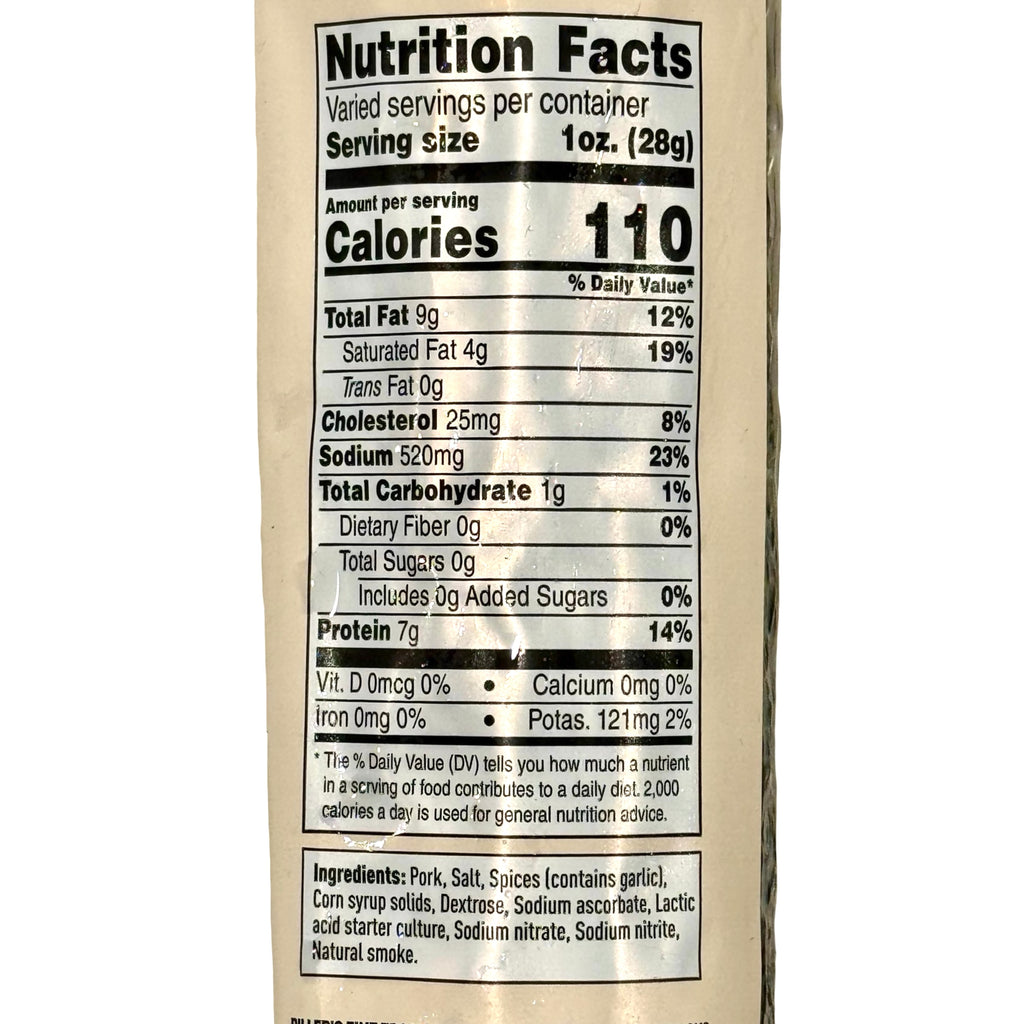 Nutrition Facts
Varied servings per container
Serving size 1oz. (28g)
Amount per serving
Calories 110
% Daily Value*
Total Fat 9g 12%
Saturated Fat 4g 19%
Trans Fat 0g
Cholesterol 25mg 8%
Sodium 520mg 23%
Total Carbohydrate 1g 1%
Dietary Fiber 0g 0%
Total Sugars 0g
Includes 0g Added Sugars 0%
Protein 7g 14%
Vit. D 0mcg 0% • Calcium 0mg 0%
Iron 0mg 0% • Potas. 121mg 2%
* The % Daily Value (DV) tells you how much a nutrient
in a serving of food contributes to a daily diet. 2,000
calories a day is used for general nutrition advice.
Ingredients: Pork, Salt, Spices (contains garlic),
Corn syrup solids, Dextrose, Sodium ascorbate, Lactic
acid starter culture, Sodium nitrate, Sodium nitrite,
Natural smoke.